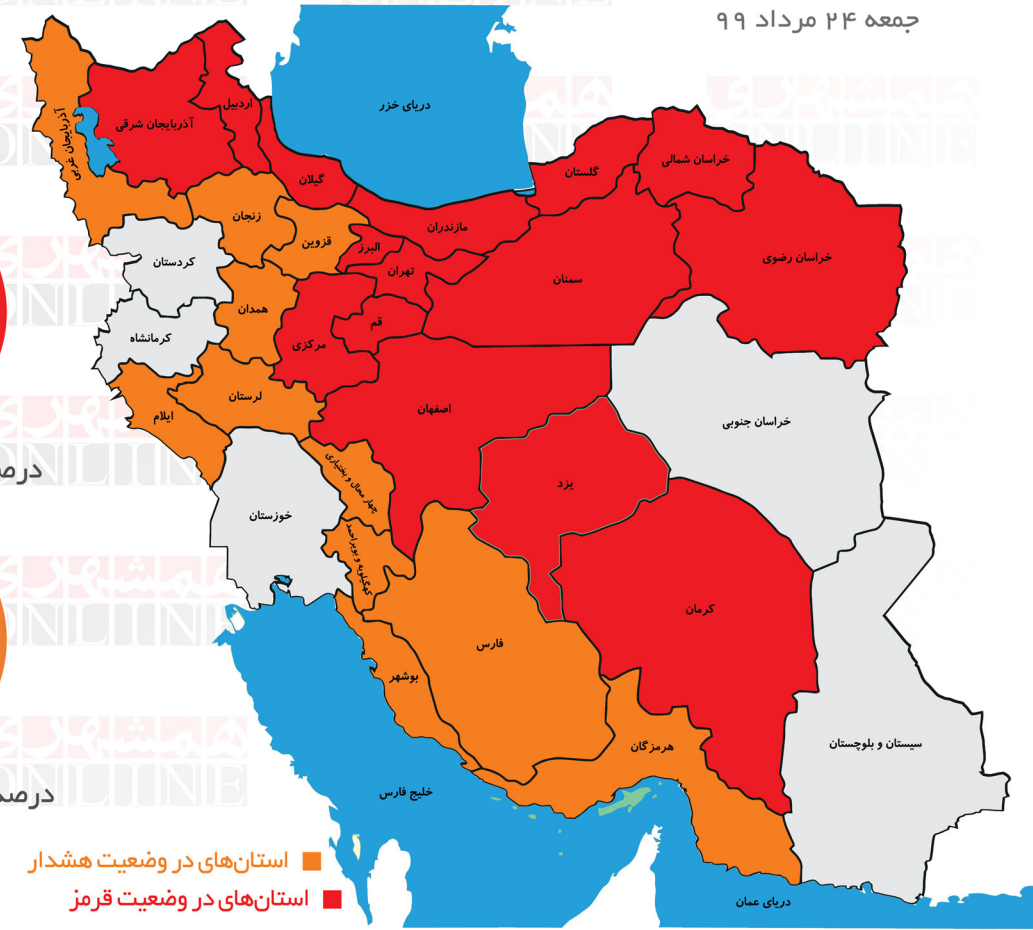 جمعه ۲۴ مرداد ۹۹
دریای خزر
اردبیل
آذربایجان شرقی
آذربایجان غربی
گیلان
گلستان
خراسان شمالی
زنجان
قزوین
مازندران
البرز
تهران
خراسان رضوی
سمنان
کردستان
همدان
قم
مرکزی
کرمانشاه
لرستان
ایلام
اصفهان
خراسان جنوبی
چهار محال و بختیاری
یزد
خوزستان
کهگیلویه و بویراحمد
کرمان
فارس
بوشهر
هرمزگان
سیستان و بلوچستان
خلیج فارس
دریای عمان
استان‌های در وضعیت هشدار
استان‌های در وضعیت قرمز
همشهری
ONLINE